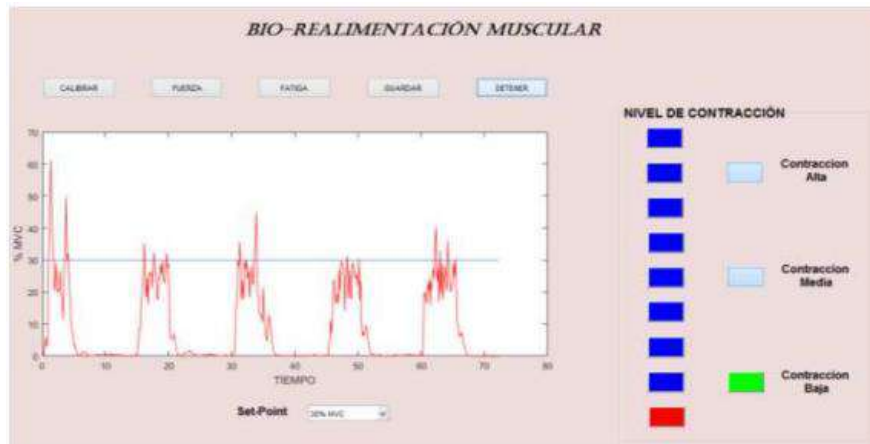 BIO-REALIMENTACIÓN MUSCULAR
CALIBRAR FUERZA FATIGA GUARDAR DETENER
NIVEL DE CONTRACCIÓN
Contraccion
Alta
Contraccion
Media
Contraccion
Baja
% MVC
70
60
50
40
30
20
10
0
0 10 20 30 40 50 60 70 80
TIEMPO
Set-Point 30% MVC